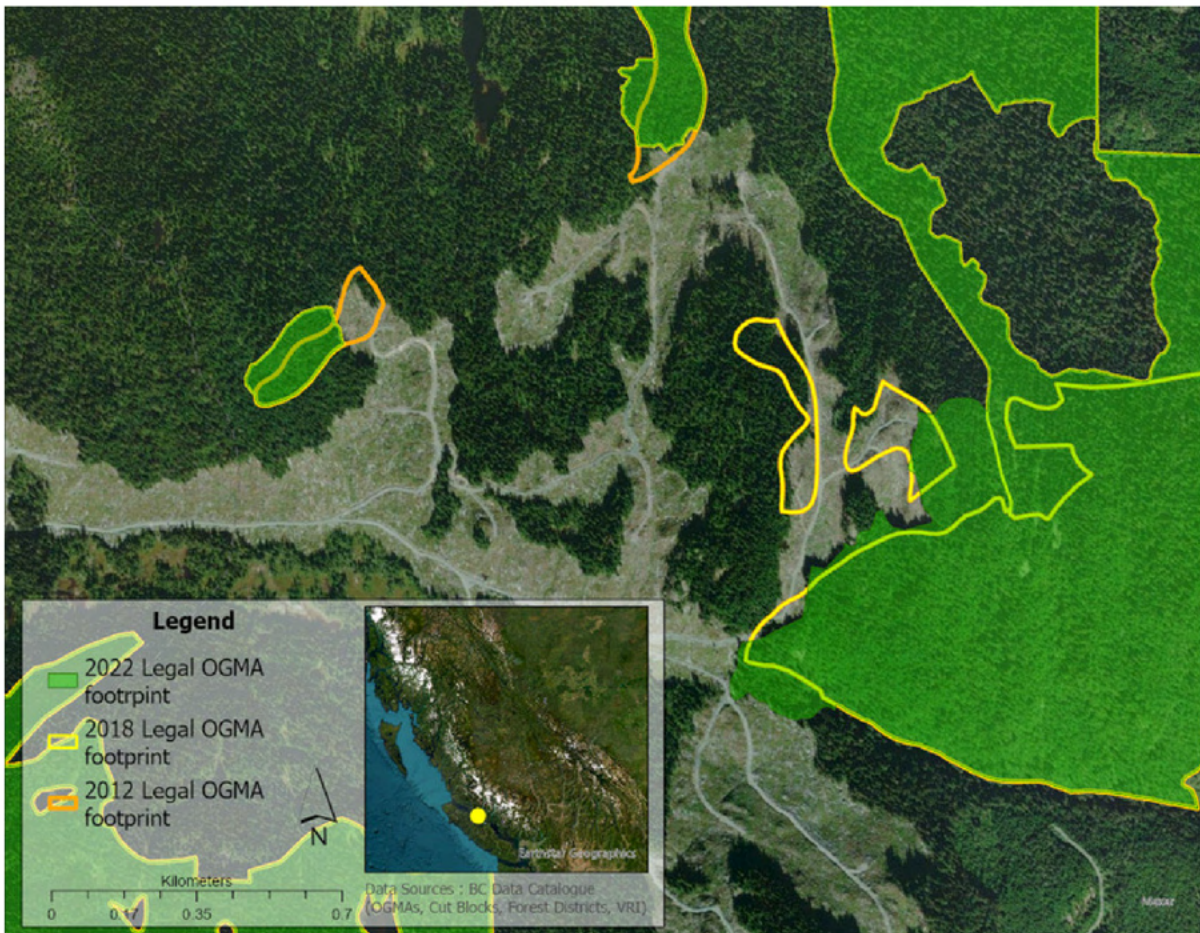 Legend
2022 Legal OGMA
footrpint
2018 Legal OGMA
footprint
2012 Legal OGMA
footprint
N
Kilometers
0 0.17 0.35 0.7
Earthstar Geographics
Data Sources : BC Data Catalogue
(OGMAs, Cut Blocks, Forest Districts, VRI)
Maxar